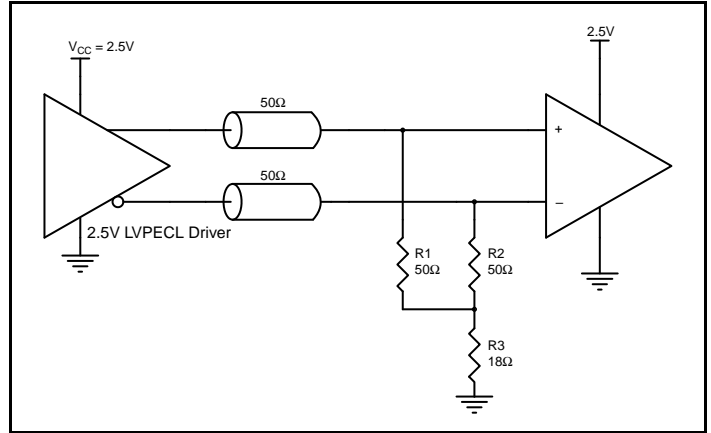 V_CC = 2.5V
2.5V
50Ω
+
50Ω
–
2.5V LVPECL Driver
R1
50Ω
R2
50Ω
R3
18Ω